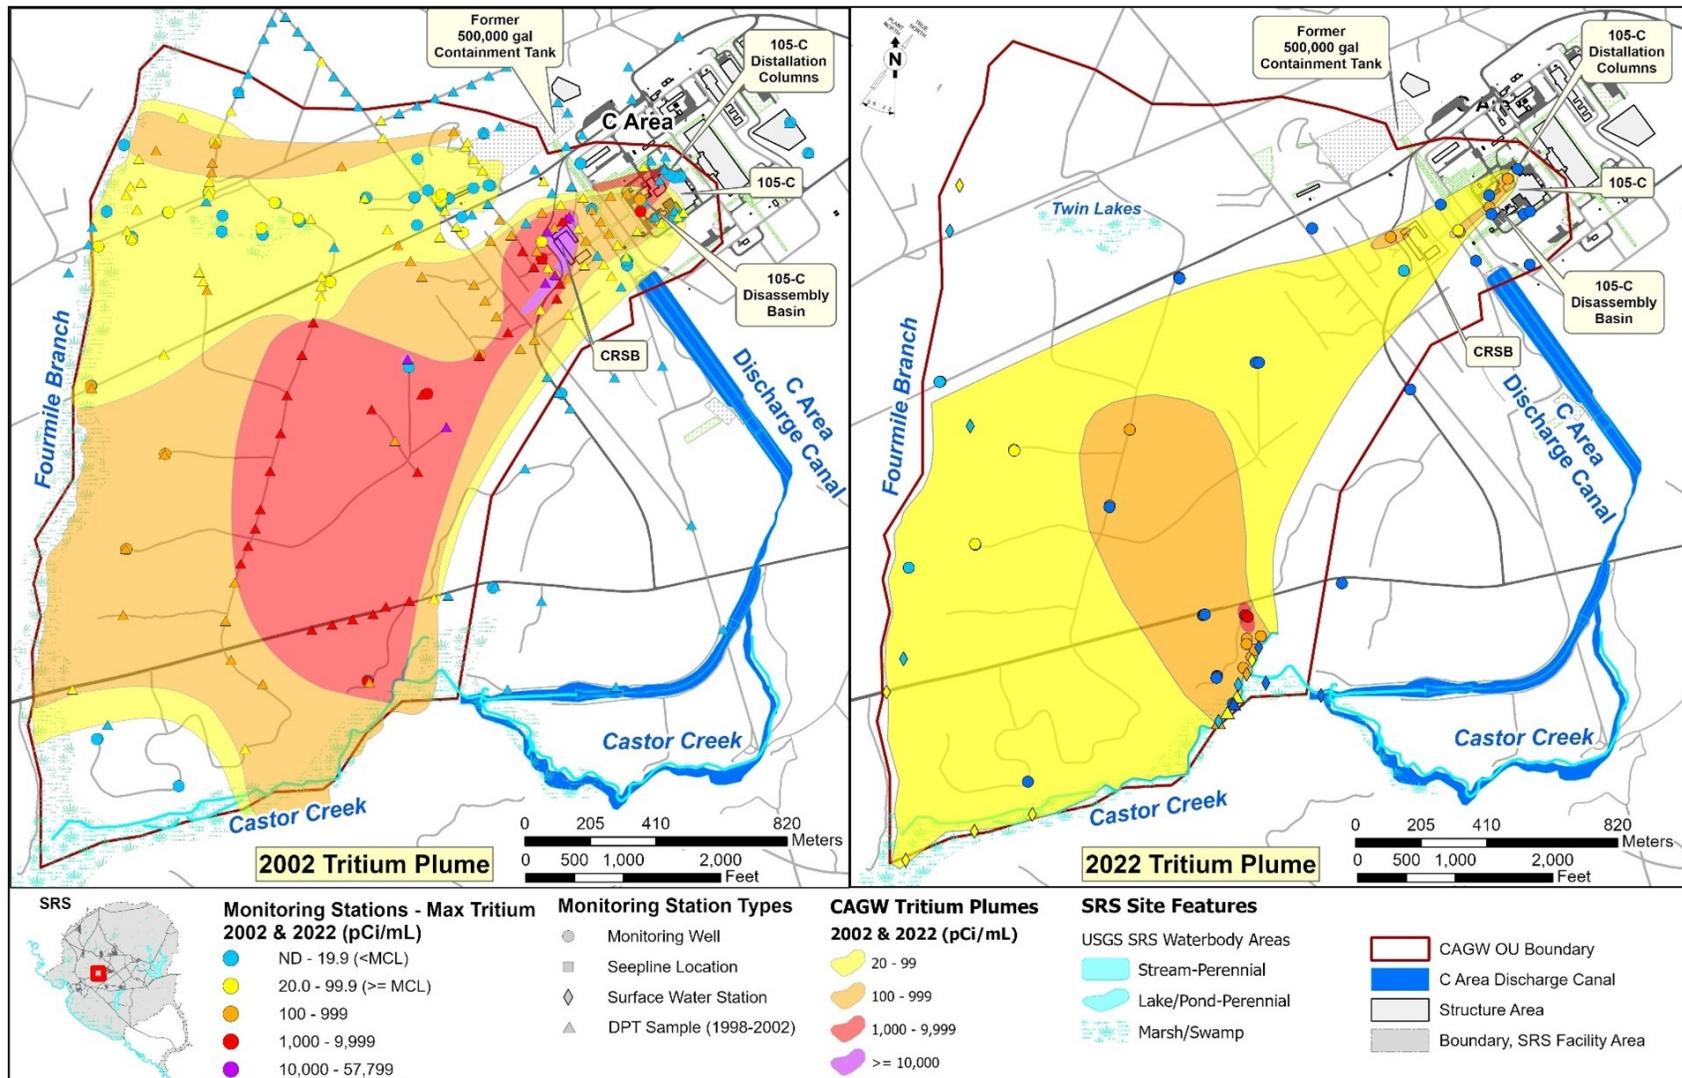 Former
500,000 gal
Containment Tank
105-C
Distallation
Columns
C Area
105-C
105-C
Disassembly
Basin
CRSB
Fourmile Branch
C Area
Discharge Canal
Castor Creek
Castor Creek
0 205 410 820
Meters
0 500 1,000 2,000
Feet
2002 Tritium Plume
PLANT
NORTH
TRUE
NORTH
N
Former
500,000 gal
Containment Tank
105-C
Distallation
Columns
105-C
105-C
Disassembly
Basin
CRSB
Twin Lakes
Fourmile Branch
C Area
Discharge Canal
Castor Creek
Castor Creek
0 205 410 820
Meters
0 500 1,000 2,000
Feet
2022 Tritium Plume
SRS
Monitoring Stations - Max Tritium
2002 & 2022 (pCi/mL)
ND - 19.9 (<MCL)
20.0 - 99.9 (>= MCL)
100 - 999
1,000 - 9,999
10,000 - 57,799
Monitoring Station Types
Monitoring Well
Seepline Location
Surface Water Station
DPT Sample (1998-2002)
CAGW Tritium Plumes
2002 & 2022 (pCi/mL)
20 - 99
100 - 999
1,000 - 9,999
>= 10,000
SRS Site Features
USGS SRS Waterbody Areas
Stream-Perennial
Lake/Pond-Perennial
Marsh/Swamp
CAGW OU Boundary
C Area Discharge Canal
Structure Area
Boundary, SRS Facility Area